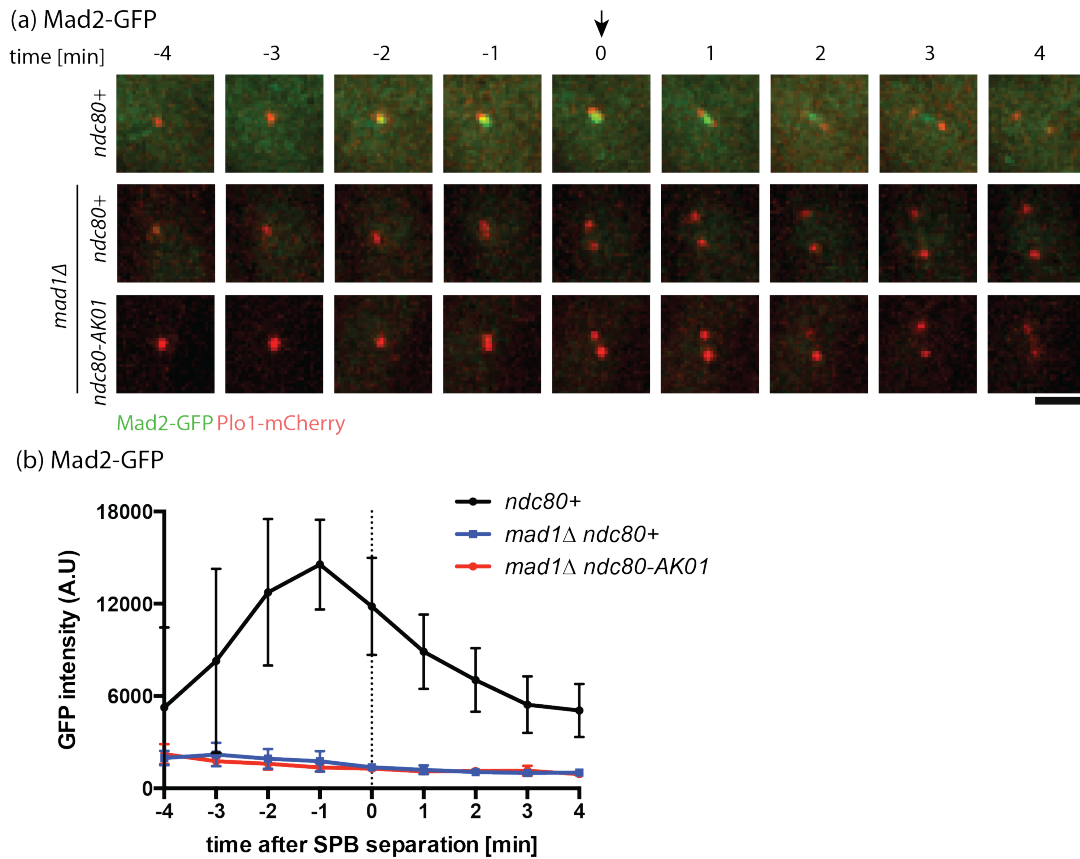 (a) Mad2-GFP
time [min] -4 -3 -2 -1 0 1 2 3 4
ndc80+
mad1Δ
ndc80+
ndc80-AK01
Mad2-GFP Plo1-mCherry
(b) Mad2-GFP
ndc80+
mad1Δ ndc80+
mad1Δ ndc80-AK01
GFP intensity (A.U)
18000
12000
6000
0
-4 -3 -2 -1 0 1 2 3 4
time after SPB separation [min]